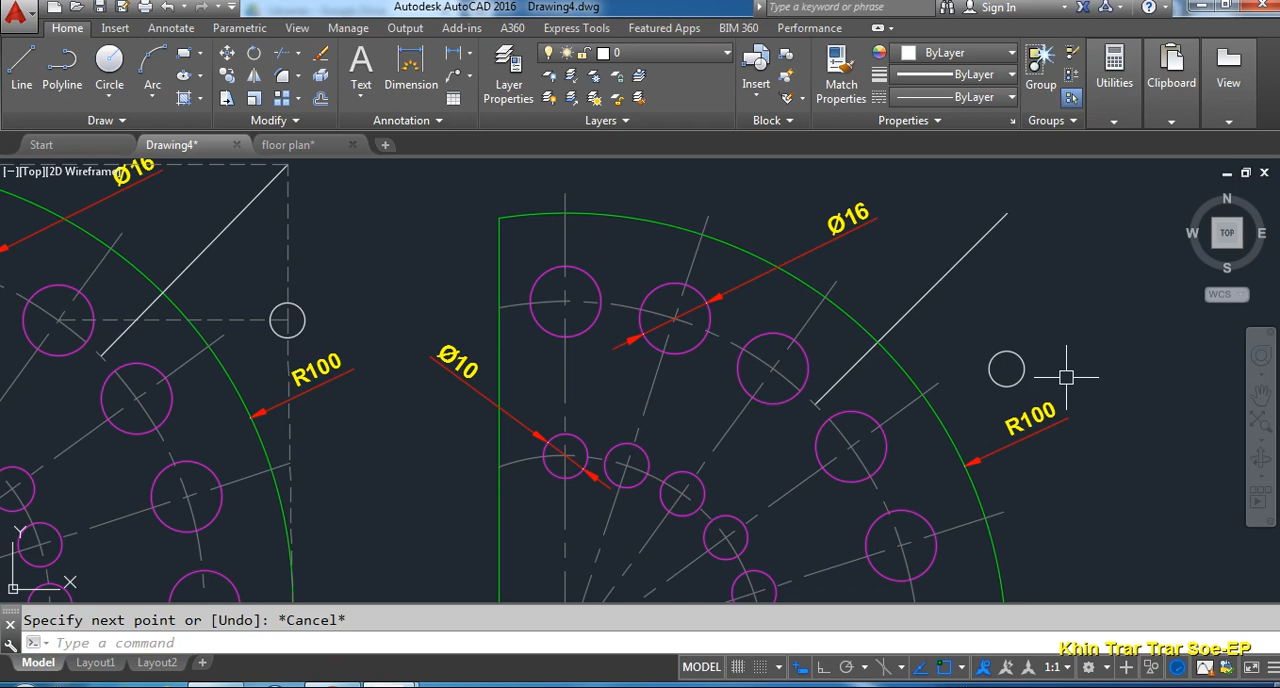 Autodesk AutoCAD 2016 Drawing4.dwg
Type a keyword or phrase
Sign In
Home Insert Annotate Parametric View Manage Output Add-ins A360 Express Tools Featured Apps BIM 360 Performance
0
ByLayer
ByLayer
ByLayer
Line Polyline Circle Arc
Text Dimension
Layer Properties
Insert
Match Properties
Group
Utilities Clipboard View
Draw Modify Annotation Layers Block Properties Groups
Start Drawing4* floor plan*
[−][Top][2D Wireframe]
Ø16
Ø16
N
W TOP E
S
WCS
Ø10
R100
R100
Y
X
Specify next point or [Undo]: *Cancel*
Type a command
Khin Trar Trar Soe-EP
Model Layout1 Layout2
MODEL
1:1